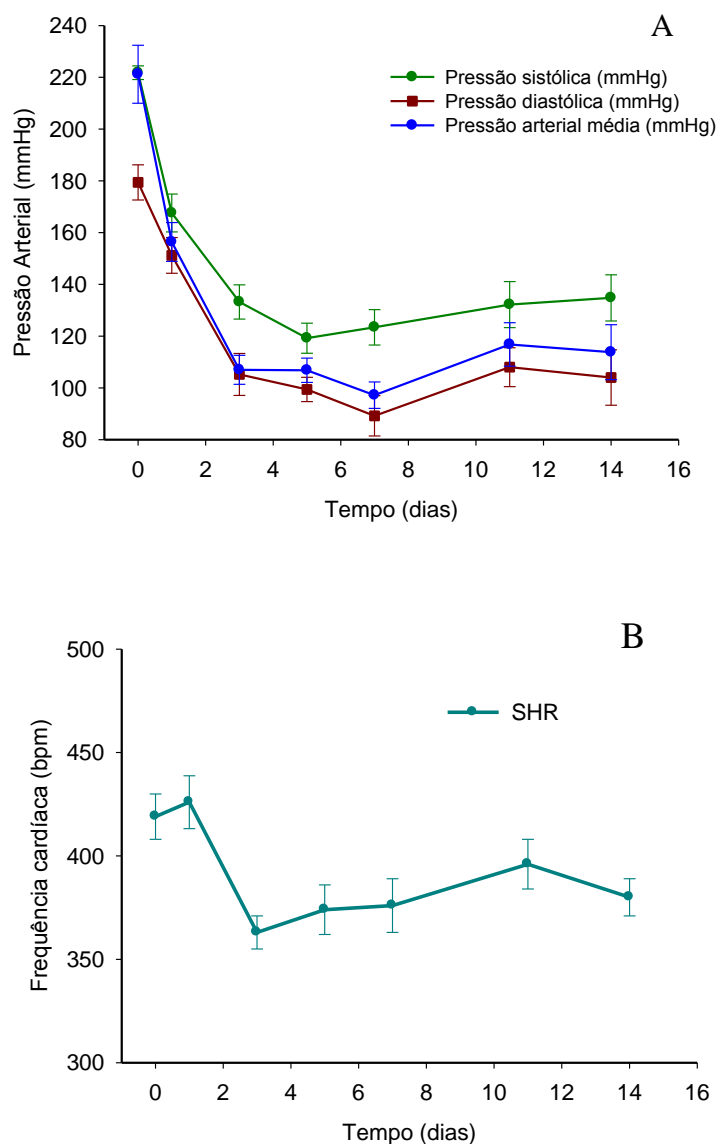 A
240
220
200
180
160
140
120
100
80
Pressão Arterial (mmHg)
Pressão sistólica (mmHg)
Pressão diastólica (mmHg)
Pressão arterial média (mmHg)
0 2 4 6 8 10 12 14 16
Tempo (dias)
B
500
450
400
350
300
Frequência cardíaca (bpm)
SHR
0 2 4 6 8 10 12 14 16
Tempo (dias)